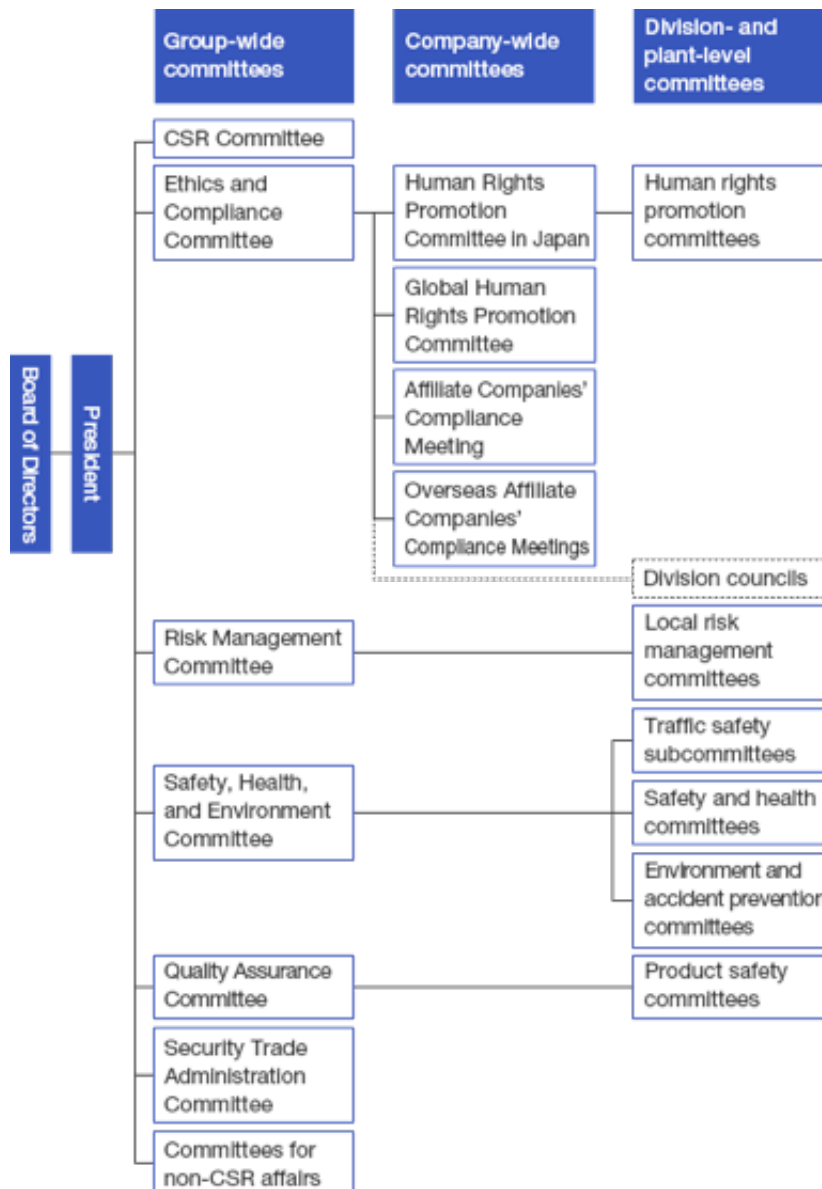 Group-wide
committees
Company-wide
committees
Division- and
plant-level
committees
CSR Committee
Ethics and
Compliance
Committee
Human Rights
Promotion
Committee in Japan
Human rights
promotion
committees
Global Human
Rights Promotion
Committee
Affiliate Companies'
Compliance
Meeting
Overseas Affiliate
Companies'
Compliance Meetings
Division councils
Board of Directors
President
Risk Management
Committee
Local risk
management
committees
Traffic safety
subcommittees
Safety, Health,
and Environment
Committee
Safety and health
committees
Environment and
accident prevention
committees
Quality Assurance
Committee
Product safety
committees
Security Trade
Administration
Committee
Committees for
non-CSR affairs